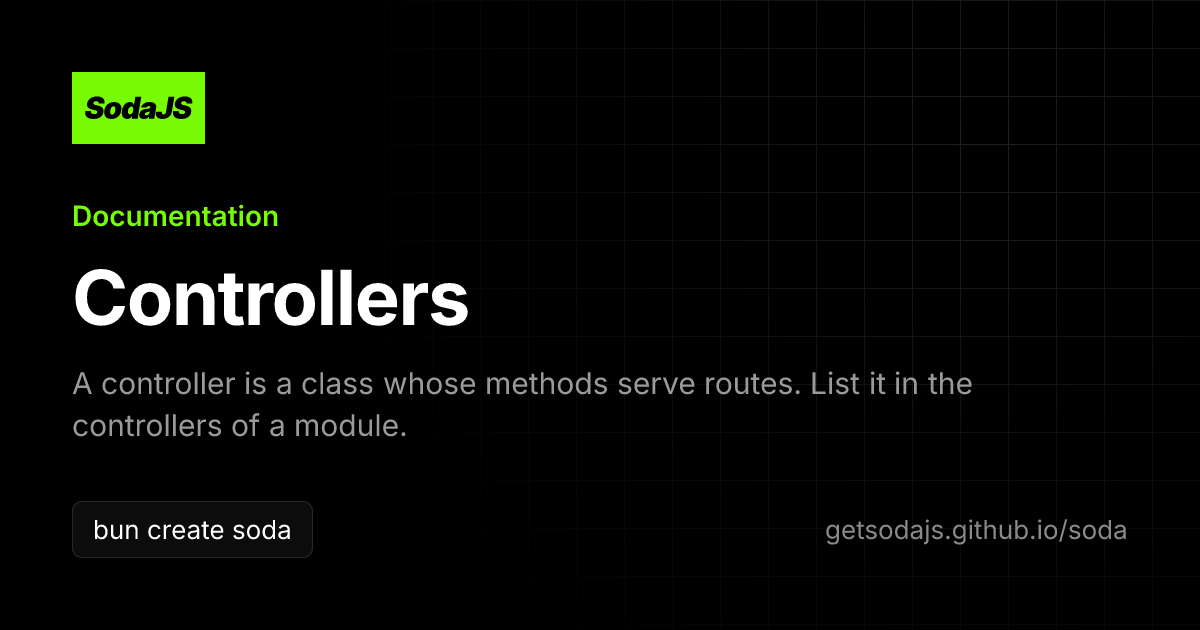 SodaJS
Documentation
Controllers
A controller is a class whose methods serve routes. List it in the
controllers of a module.
bun create soda
getsodajs.github.io/soda